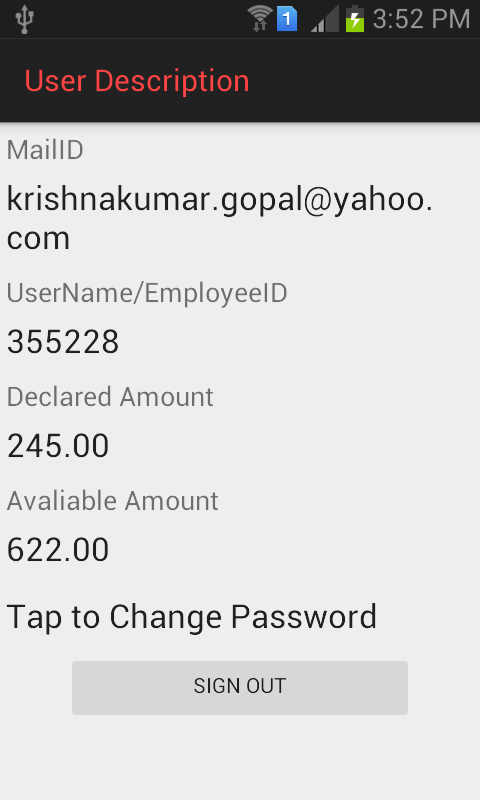 1 3:52 PM
User Description
MailID
krishnakumar.gopal@yahoo.
com
UserName/EmployeeID
355228
Declared Amount
245.00
Avaliable Amount
622.00
Tap to Change Password
SIGN OUT